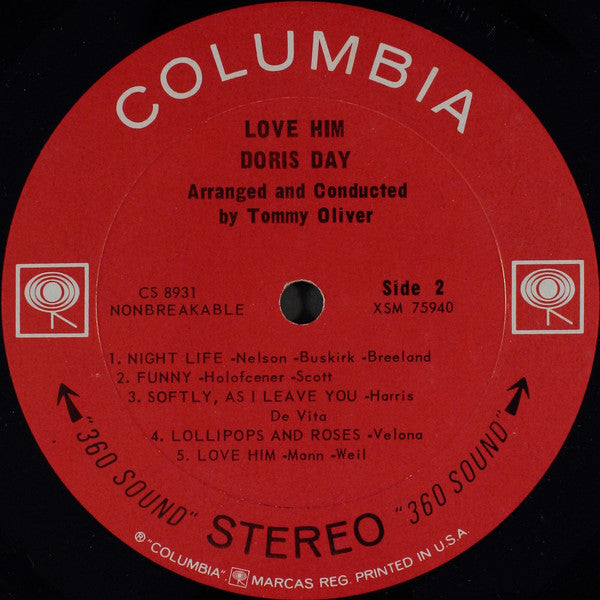 COLUMBIA
LOVE HIM
DORIS DAY
Arranged and Conducted
by Tommy Oliver
CS 8931
NONBREAKABLE
Side 2
XSM 75940
1. NIGHT LIFE -Nelson -Buskirk -Breeland
2. FUNNY -Holofcener -Scott
3. SOFTLY, AS I LEAVE YOU -Harris
De Vita
4. LOLLIPOPS AND ROSES -Velona
5. LOVE HIM -Mann -Weil
"360 SOUND" STEREO "360 SOUND"
® "COLUMBIA", MARCAS REG. PRINTED IN U.S.A.